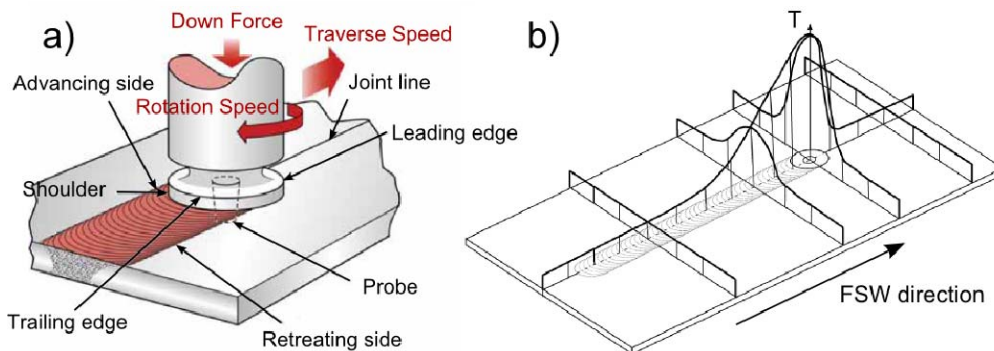 a)
Down Force
Traverse Speed
Advancing side
Joint line
Rotation Speed
Leading edge
Shoulder
Probe
Trailing edge
Retreating side
b)
T
FSW direction